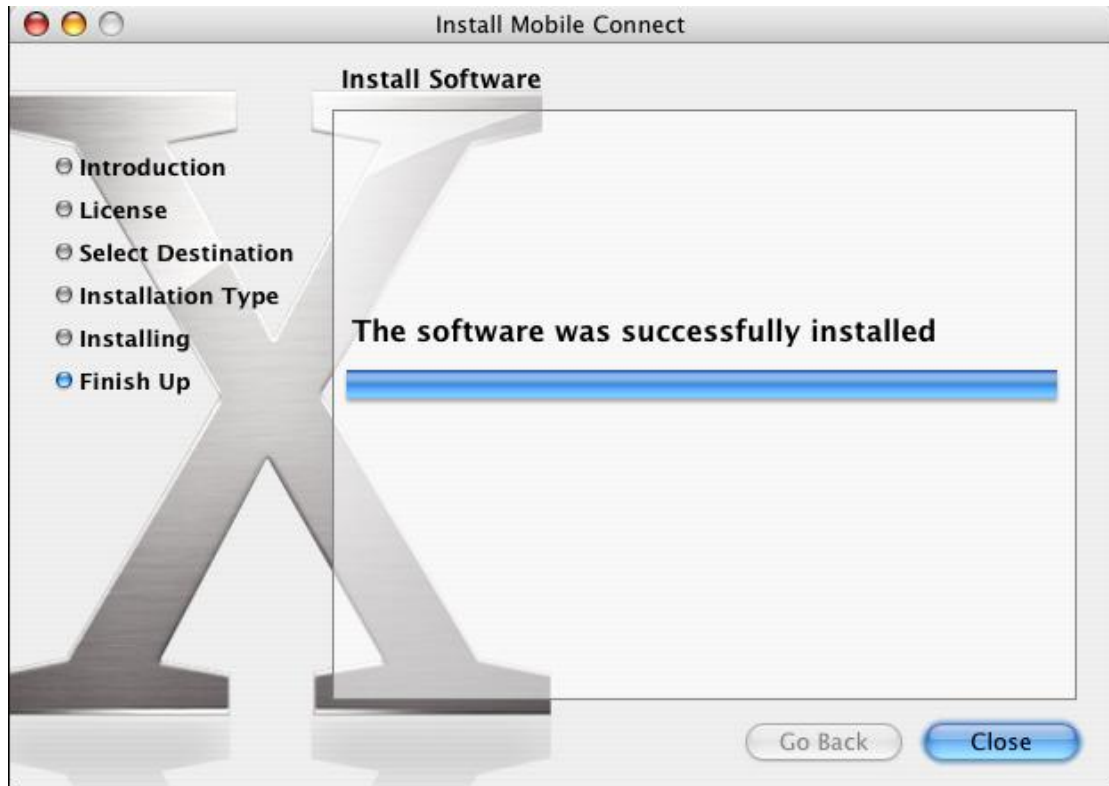 Install Mobile Connect
Install Software
Introduction
License
Select Destination
Installation Type
Installing
Finish Up
The software was successfully installed
Go Back
Close